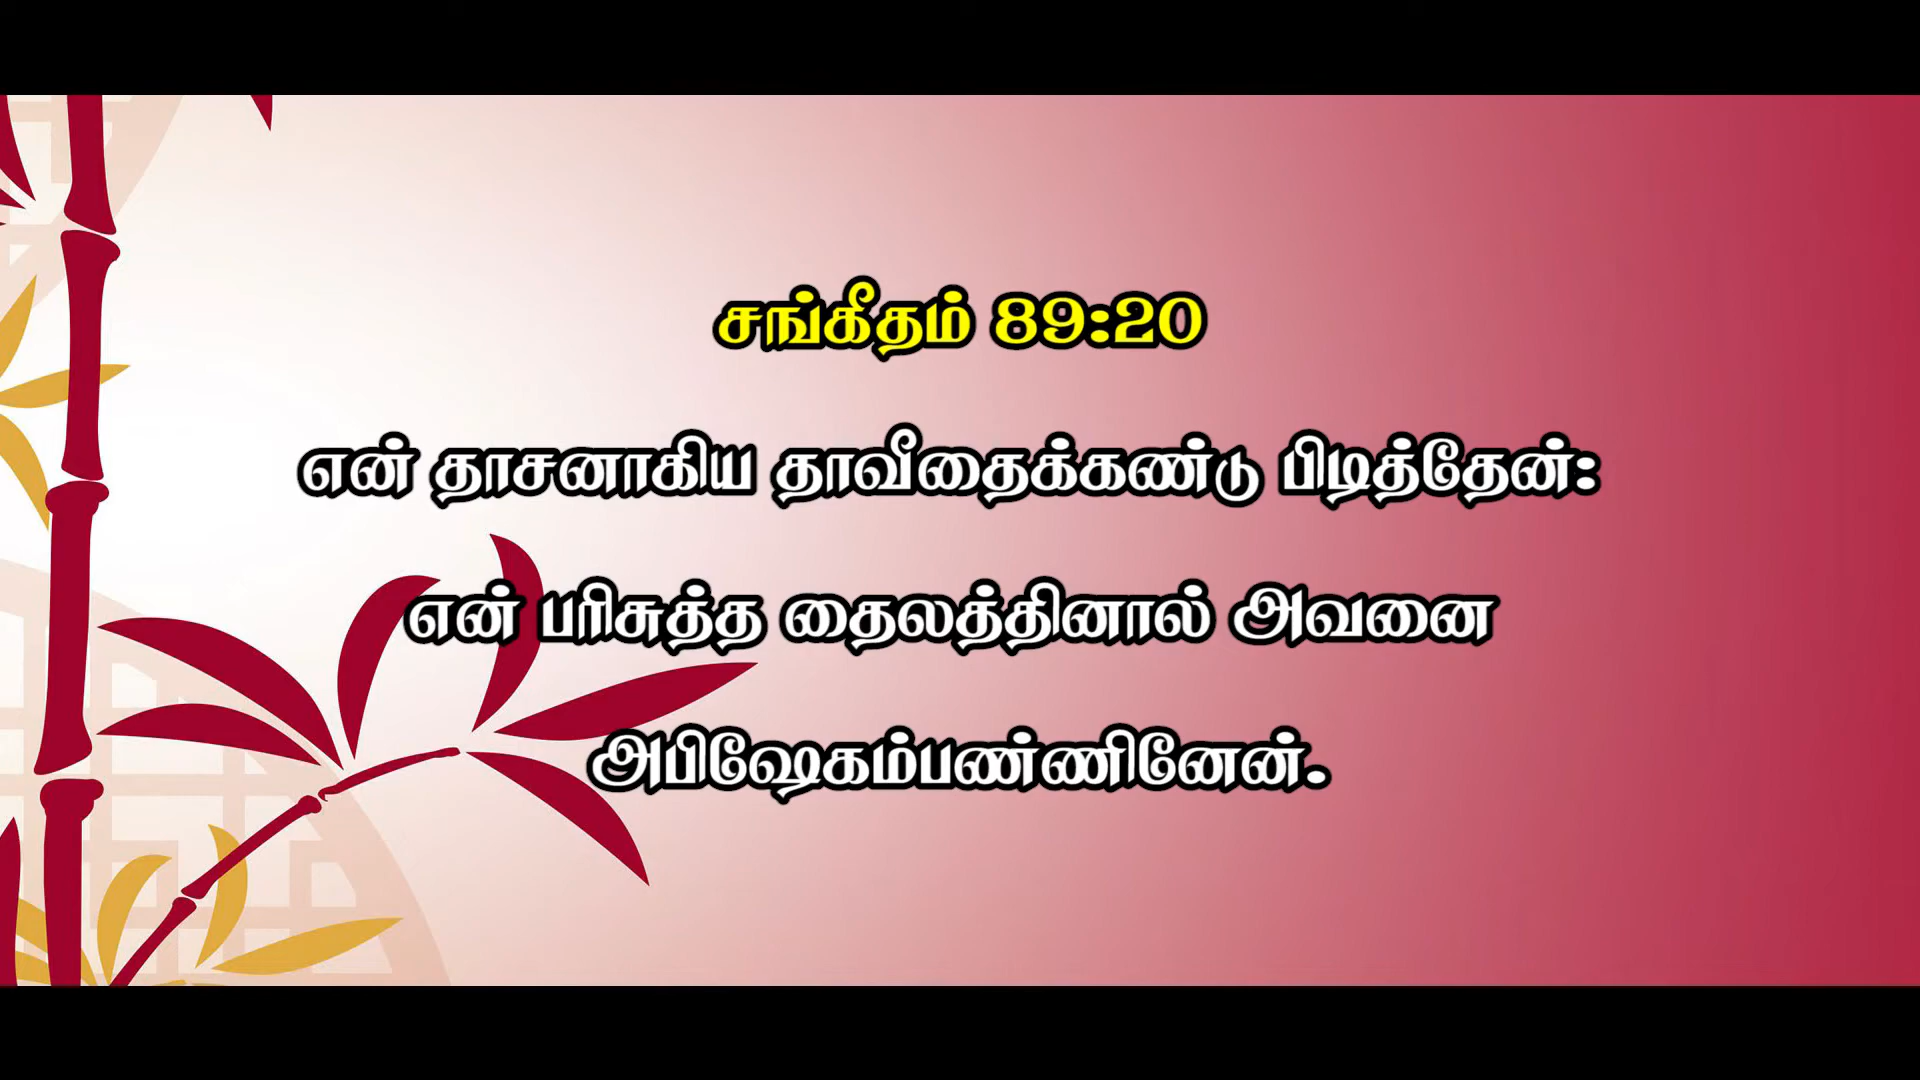 சங்கீதம் 89:20
என் தாசனாகிய தாவீதைக்கண்டு பிடித்தேன்:
என் பரிசுத்த தைலத்தினால் அவனை
அபிஷேகம்பண்ணினேன்.